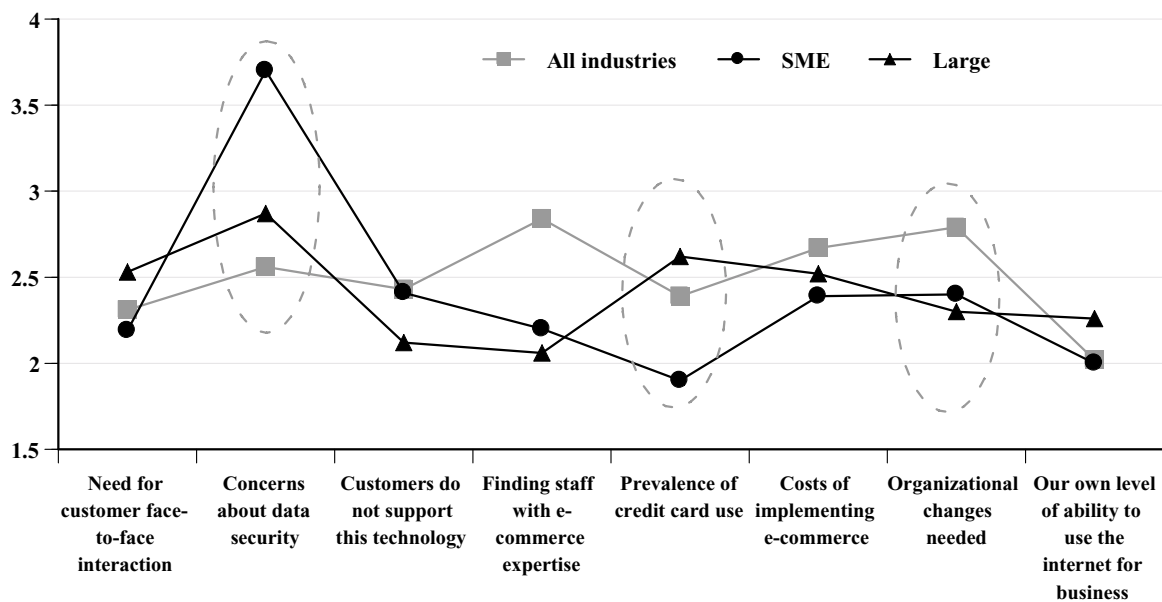 4
All industries SME Large
3.5
3
2.5
2
1.5
Need for
customer face-
to-face
interaction
Concerns
about data
security
Customers do
not support
this technology
Finding staff
with e-
commerce
expertise
Prevalence of
credit card use
Costs of
implementing
e-commerce
Organizational
changes
needed
Our own level
of ability to
use the
internet for
business